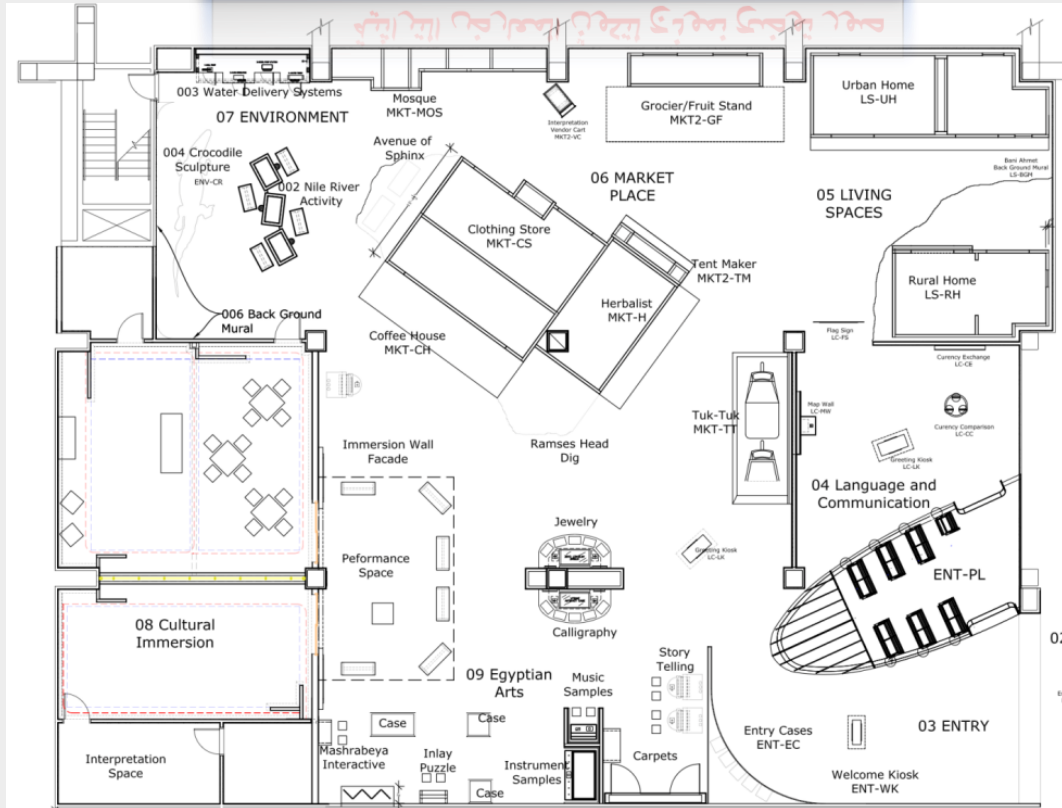 003 Water Delivery Systems
07 ENVIRONMENT
004 Crocodile
Sculpture
ENV-CR
002 Nile River
Activity
006 Back Ground
Mural
Mosque
MKT-MOS
Avenue of
Sphinx
Interpretation
Vendor Cart
MKT2-VC
Grocier/Fruit Stand
MKT2-GF
Urban Home
LS-UH
Bani Ahmet
Back Ground Mural
LS-BGM
06 MARKET
PLACE
05 LIVING
SPACES
Clothing Store
MKT-CS
Tent Maker
MKT2-TM
Herbalist
MKT-H
Coffee House
MKT-CH
Rural Home
LS-RH
Flag Sign
LC-FS
Curency Exchange
LC-CE
Map Wall
LC-MW
Curency Comparison
LC-CC
Greeting Kiosk
LC-LK
Tuk-Tuk
MKT-TT
Ramses Head
Dig
Immersion Wall
Facade
04 Language and
Communication
Jewelry
Greeting Kiosk
LC-LK
Peformance
Space
ENT-PL
08 Cultural
Immersion
Calligraphy
02
09 Egyptian
Arts
Story
Telling
Music
Samples
Case
Case
Entry Cases
ENT-EC
03 ENTRY
Interpretation
Space
Mashrabeya
Interactive
Inlay
Puzzle
Instrument
Samples
Carpets
Case
Welcome Kiosk
ENT-WK